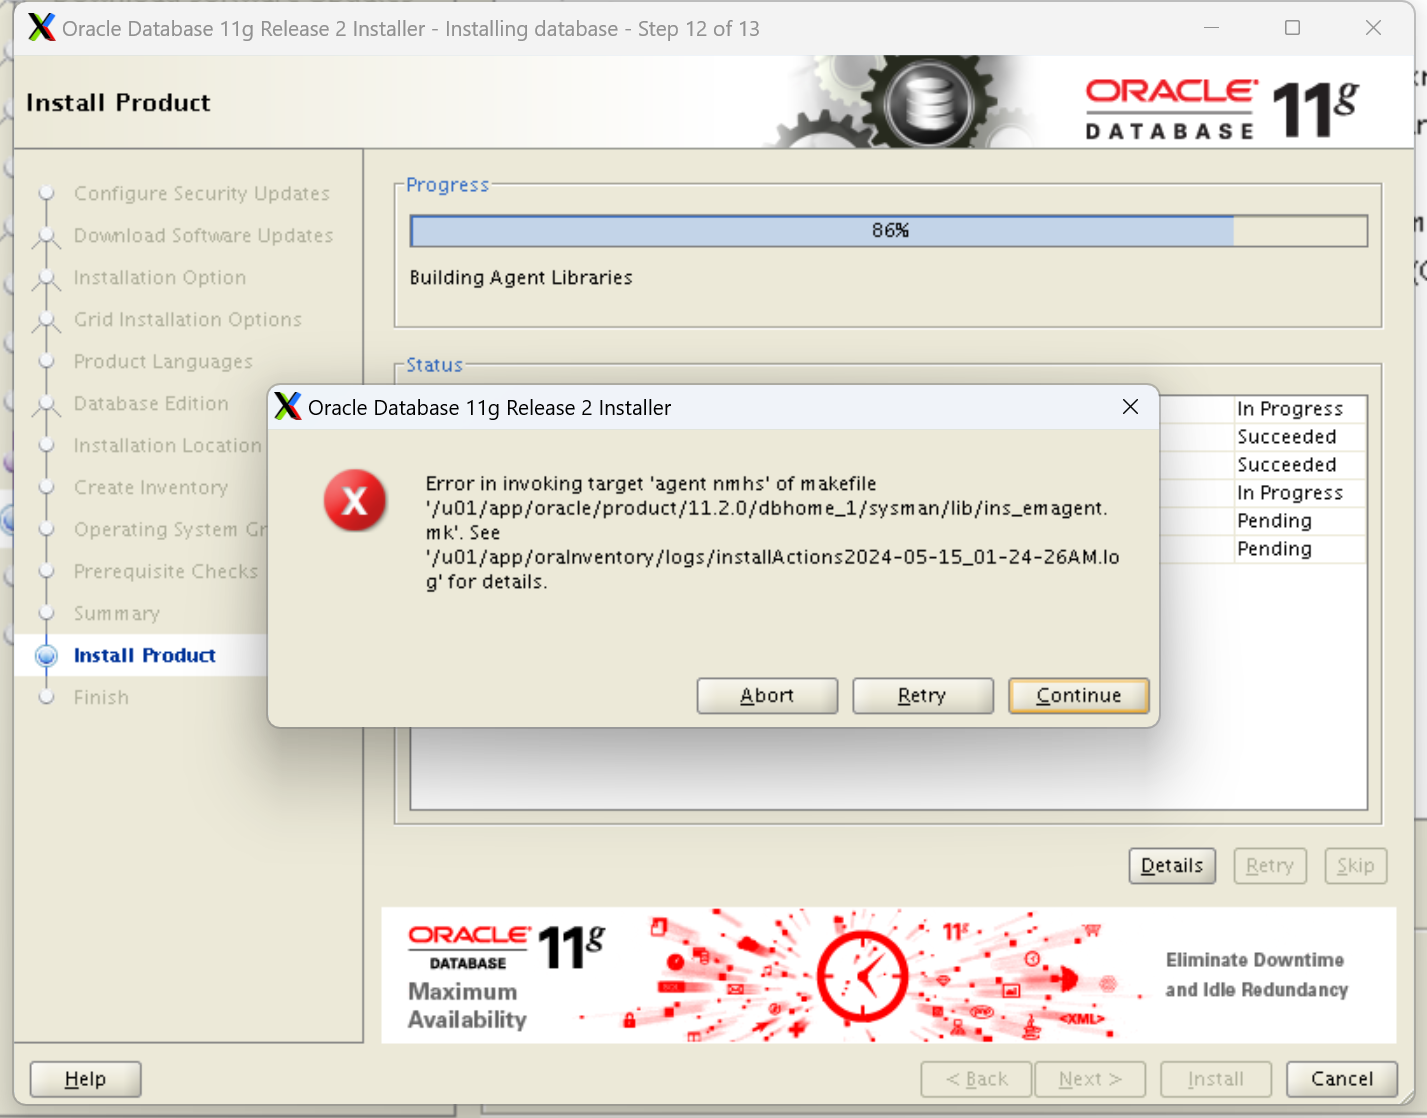 Oracle Database 11g Release 2 Installer - Installing database - Step 12 of 13
Install Product
ORACLE
DATABASE
11g
Configure Security Updates
Download Software Updates
Installation Option
Grid Installation Options
Product Languages
Database Edition
Installation Location
Create Inventory
Operating System Gr
Prerequisite Checks
Summary
Install Product
Finish
Progress
86%
Building Agent Libraries
Status
In Progress
Succeeded
Succeeded
In Progress
Pending
Pending
Oracle Database 11g Release 2 Installer
Error in invoking target 'agent nmhs' of makefile
'/u01/app/oracle/product/11.2.0/dbhome_1/sysman/lib/ins_emagent.
mk'. See
'/u01/app/oraInventory/logs/installActions2024-05-15_01-24-26AM.lo
g' for details.
Abort
Retry
Continue
Details
Retry
Skip
ORACLE
DATABASE
11g
Maximum
Availability
11g
<XML>
Eliminate Downtime
and Idle Redundancy
Help
< Back
Next >
Install
Cancel